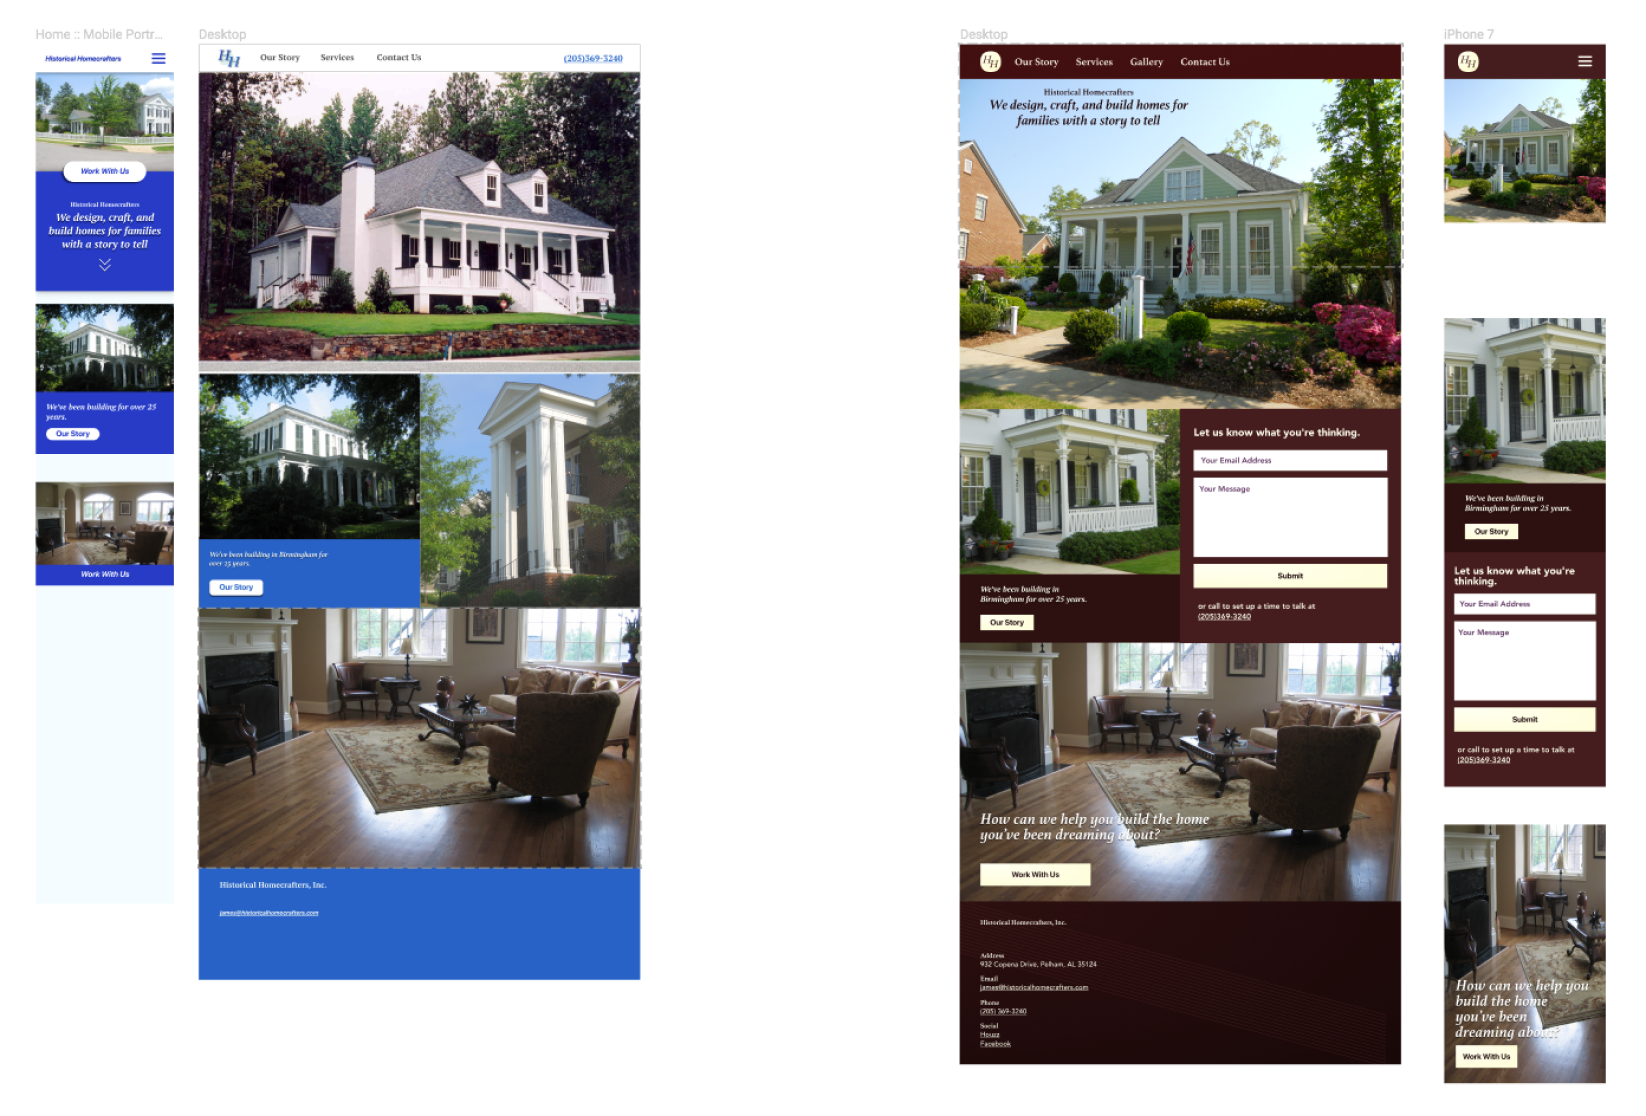 Home :: Mobile Portr...
Historical Homecrafters
Work With Us
Historical Homecrafters
We design, craft, and
build homes for families
with a story to tell
We've been building for over 25
years.
Our Story
Work With Us
Desktop
HH
Our Story
Services
Contact Us
(205)369-3240
We've been building in Birmingham for
over 25 years.
Our Story
Historical Homecrafters, Inc.
james@historicalhomecrafters.com
Desktop
HH
Our Story
Services
Gallery
Contact Us
Historical Homecrafters
We design, craft, and build homes for
families with a story to tell
We've been building in
Birmingham for over 25 years.
Our Story
Let us know what you're thinking.
Your Email Address
Your Message
Submit
or call to set up a time to talk at
(205)369-3240
How can we help you build the home
you've been dreaming about?
Work With Us
Historical Homecrafters, Inc.
Address
932 Copena Drive, Pelham, AL 35124
Email
james@historicalhomecrafters.com
Phone
(205) 369-3240
Social
Houzz
Facebook
iPhone 7
HH
We've been building in
Birmingham for over 25 years.
Our Story
Let us know what you're
thinking.
Your Email Address
Your Message
Submit
or call to set up a time to talk at
(205)369-3240
How can we help you
build the home
you've been
dreaming about?
Work With Us